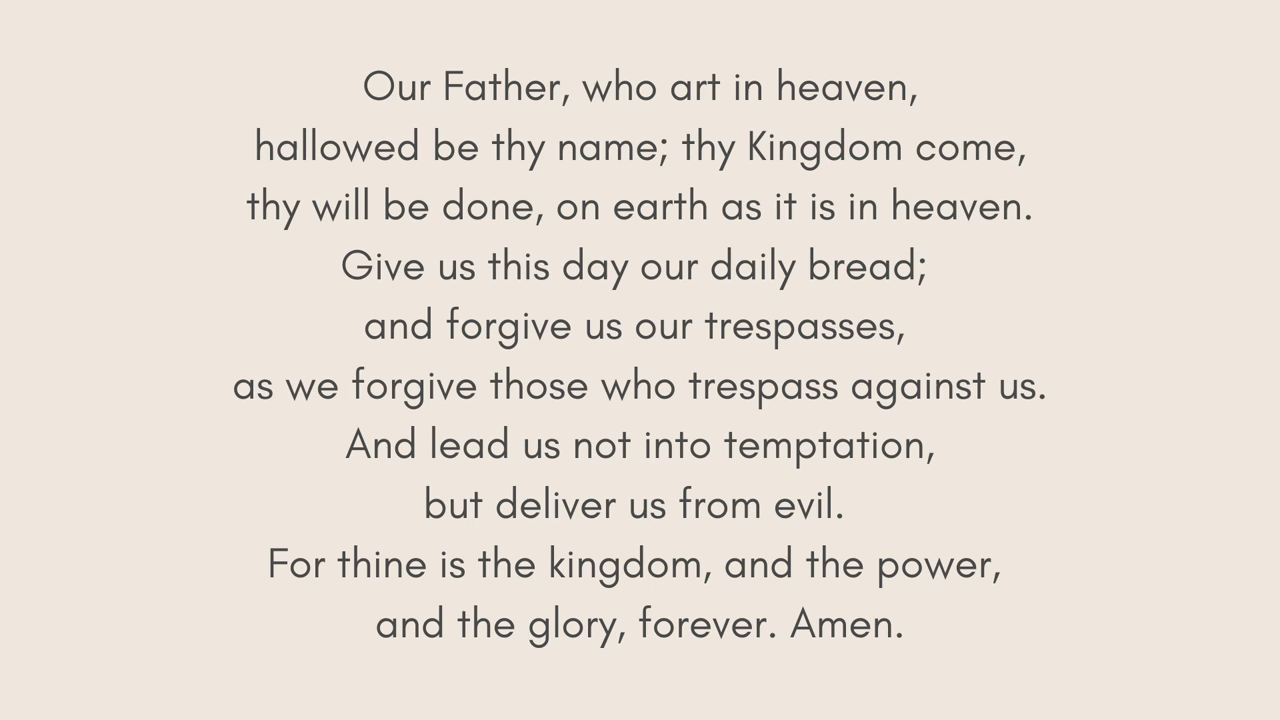 Our Father, who art in heaven,
hallowed be thy name; thy Kingdom come,
thy will be done, on earth as it is in heaven.
Give us this day our daily bread;
and forgive us our trespasses,
as we forgive those who trespass against us.
And lead us not into temptation,
but deliver us from evil.
For thine is the kingdom, and the power,
and the glory, forever. Amen.